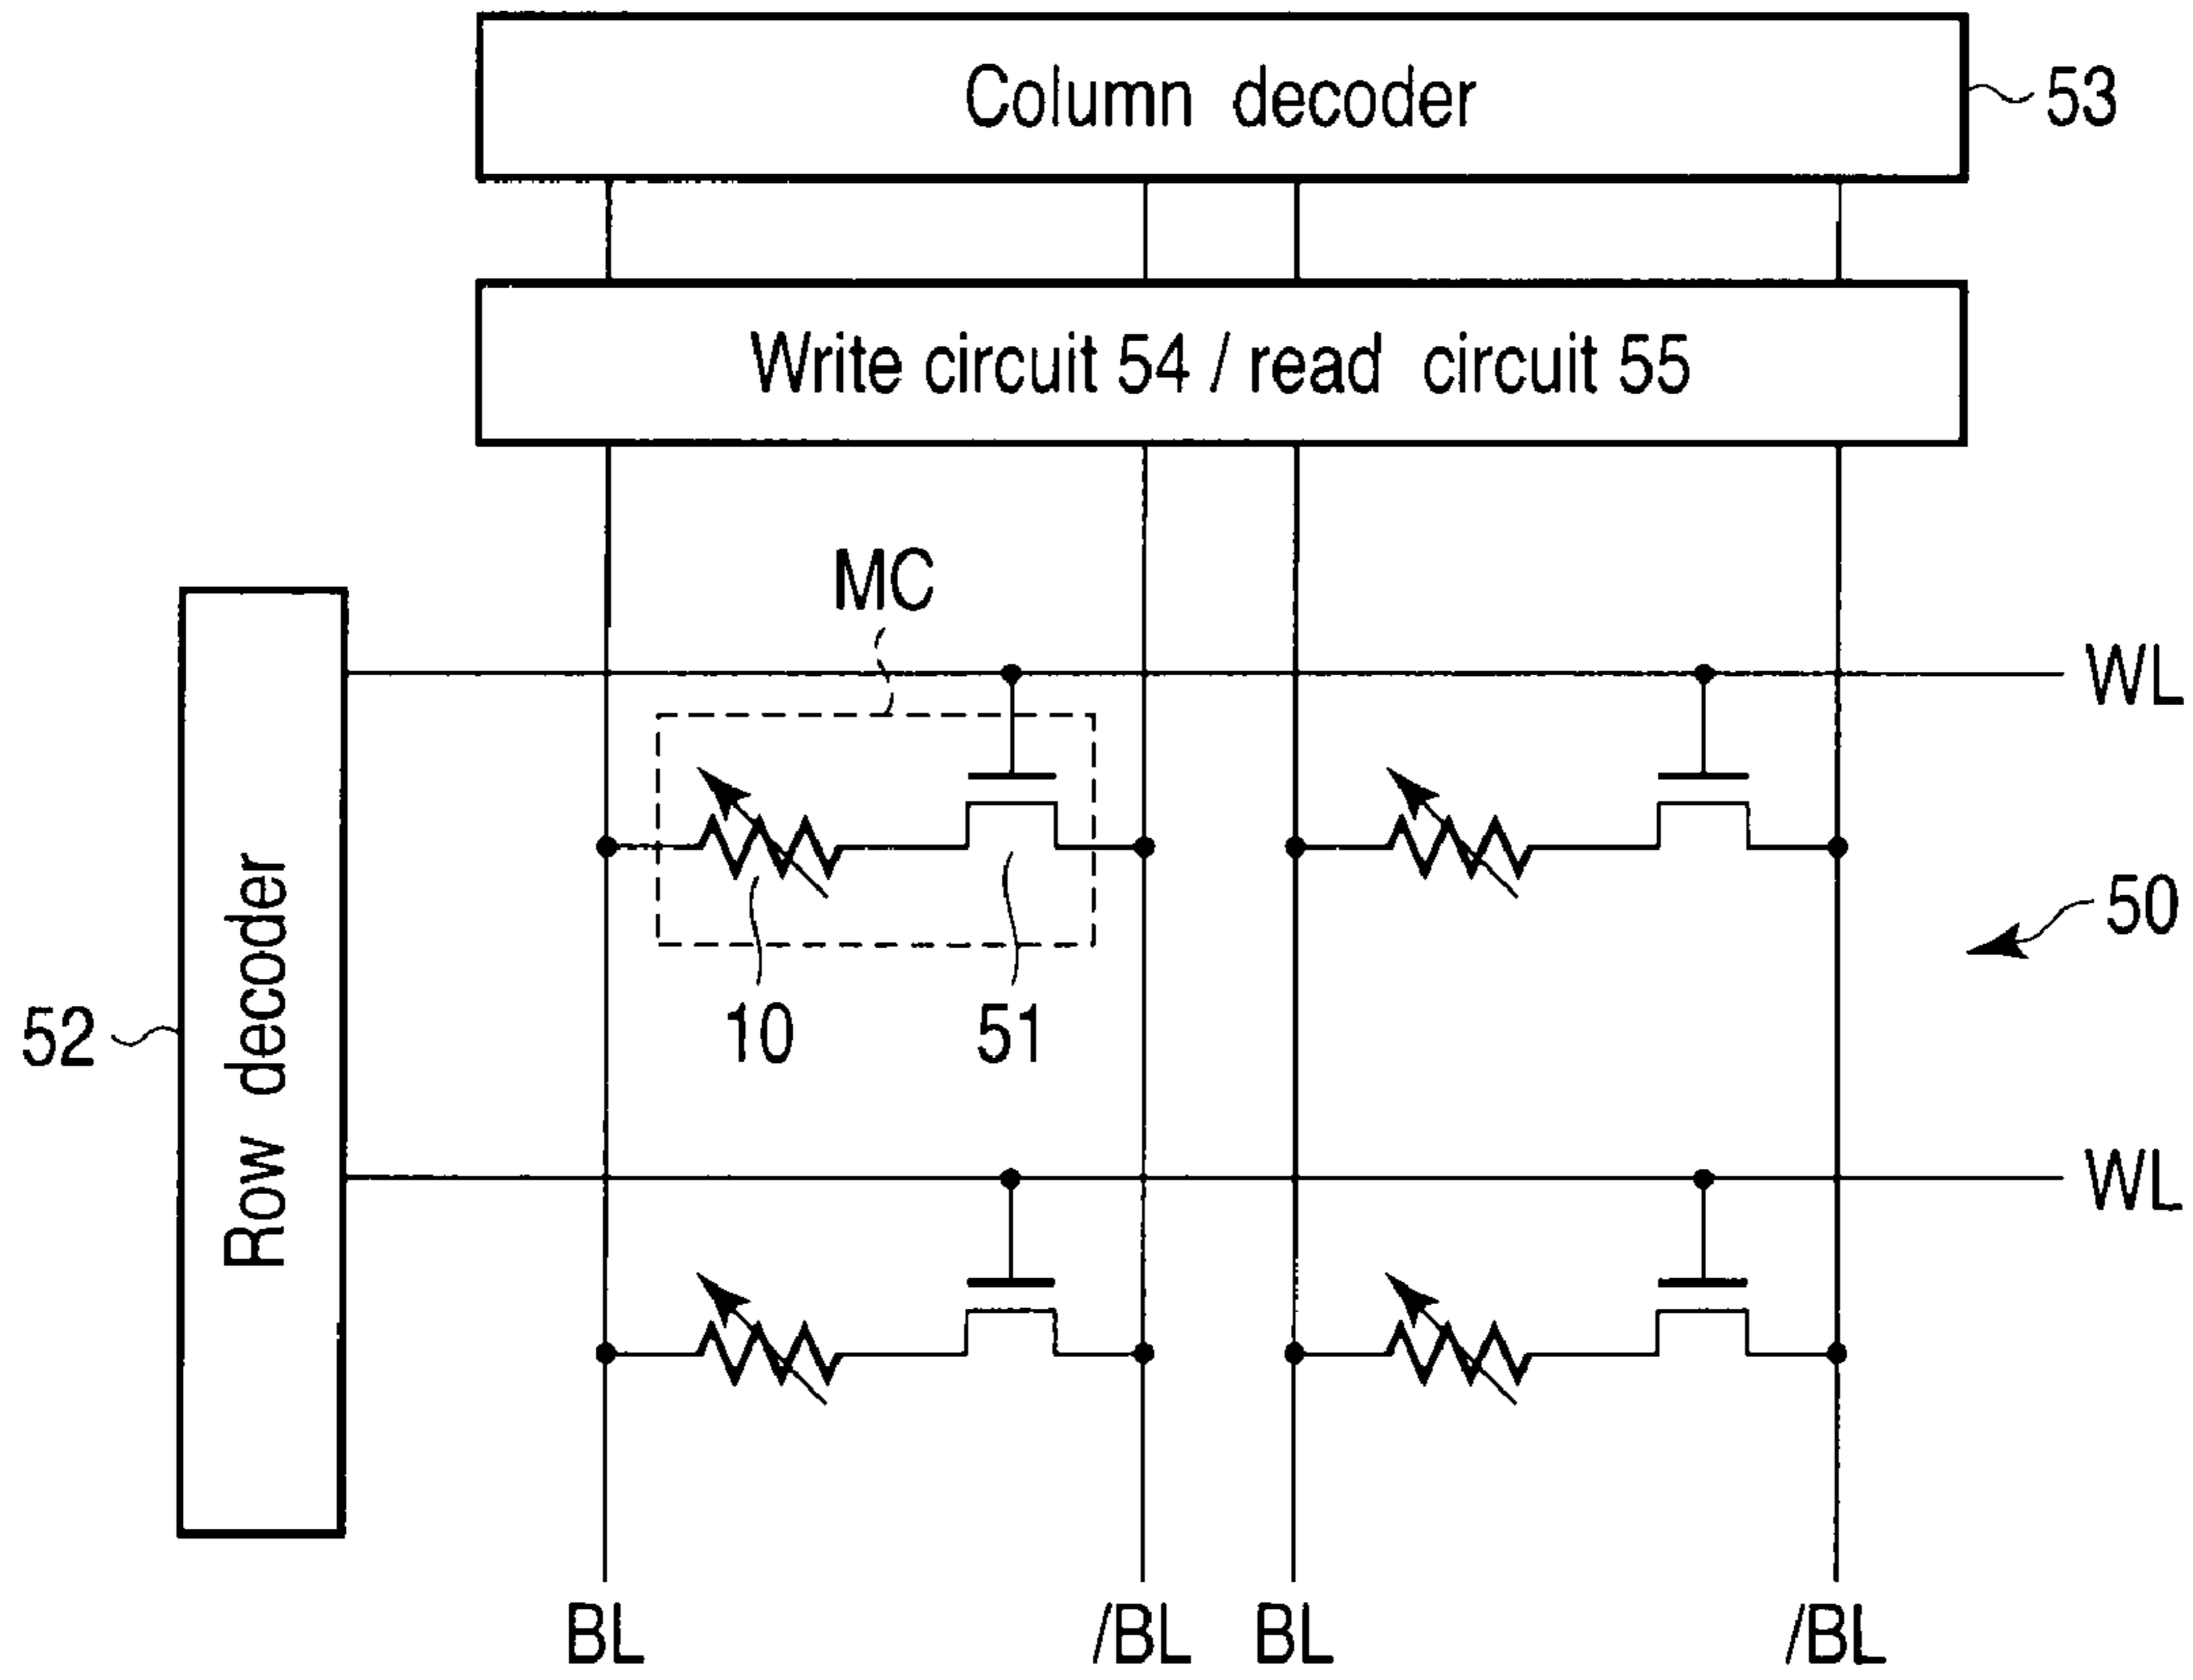 Column decoder
53
Write circuit 54 / read circuit 55
MC
WL
50
10
51
52
Row decoder
WL
BL
/BL
BL
/BL